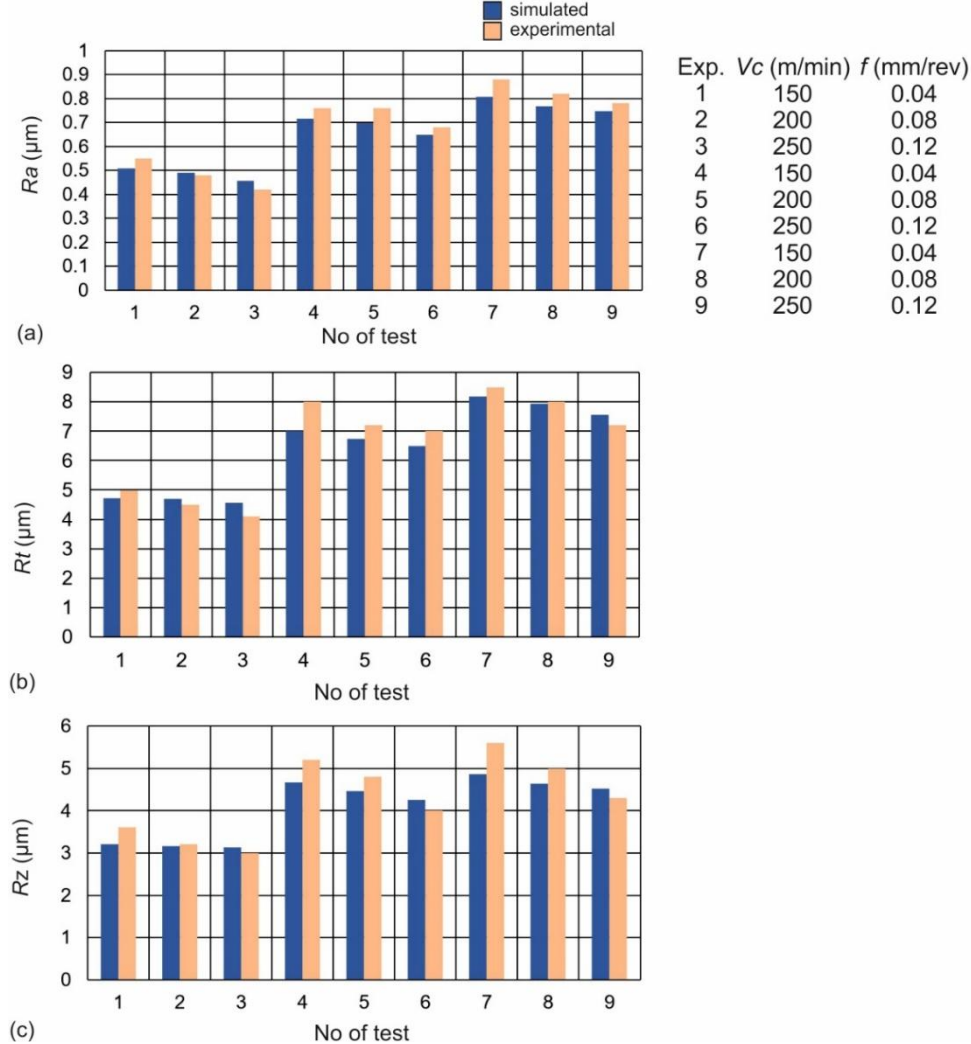 simulated
experimental
1
0.9
0.8
0.7
0.6
0.5
0.4
0.3
0.2
0.1
0
Ra (µm)
1 2 3 4 5 6 7 8 9
No of test
(a)
Exp. Vc (m/min) f (mm/rev)
1 150 0.04
2 200 0.08
3 250 0.12
4 150 0.04
5 200 0.08
6 250 0.12
7 150 0.04
8 200 0.08
9 250 0.12
9
8
7
6
5
4
3
2
1
0
Rt (µm)
1 2 3 4 5 6 7 8 9
No of test
(b)
6
5
4
3
2
1
0
Rz (µm)
1 2 3 4 5 6 7 8 9
No of test
(c)